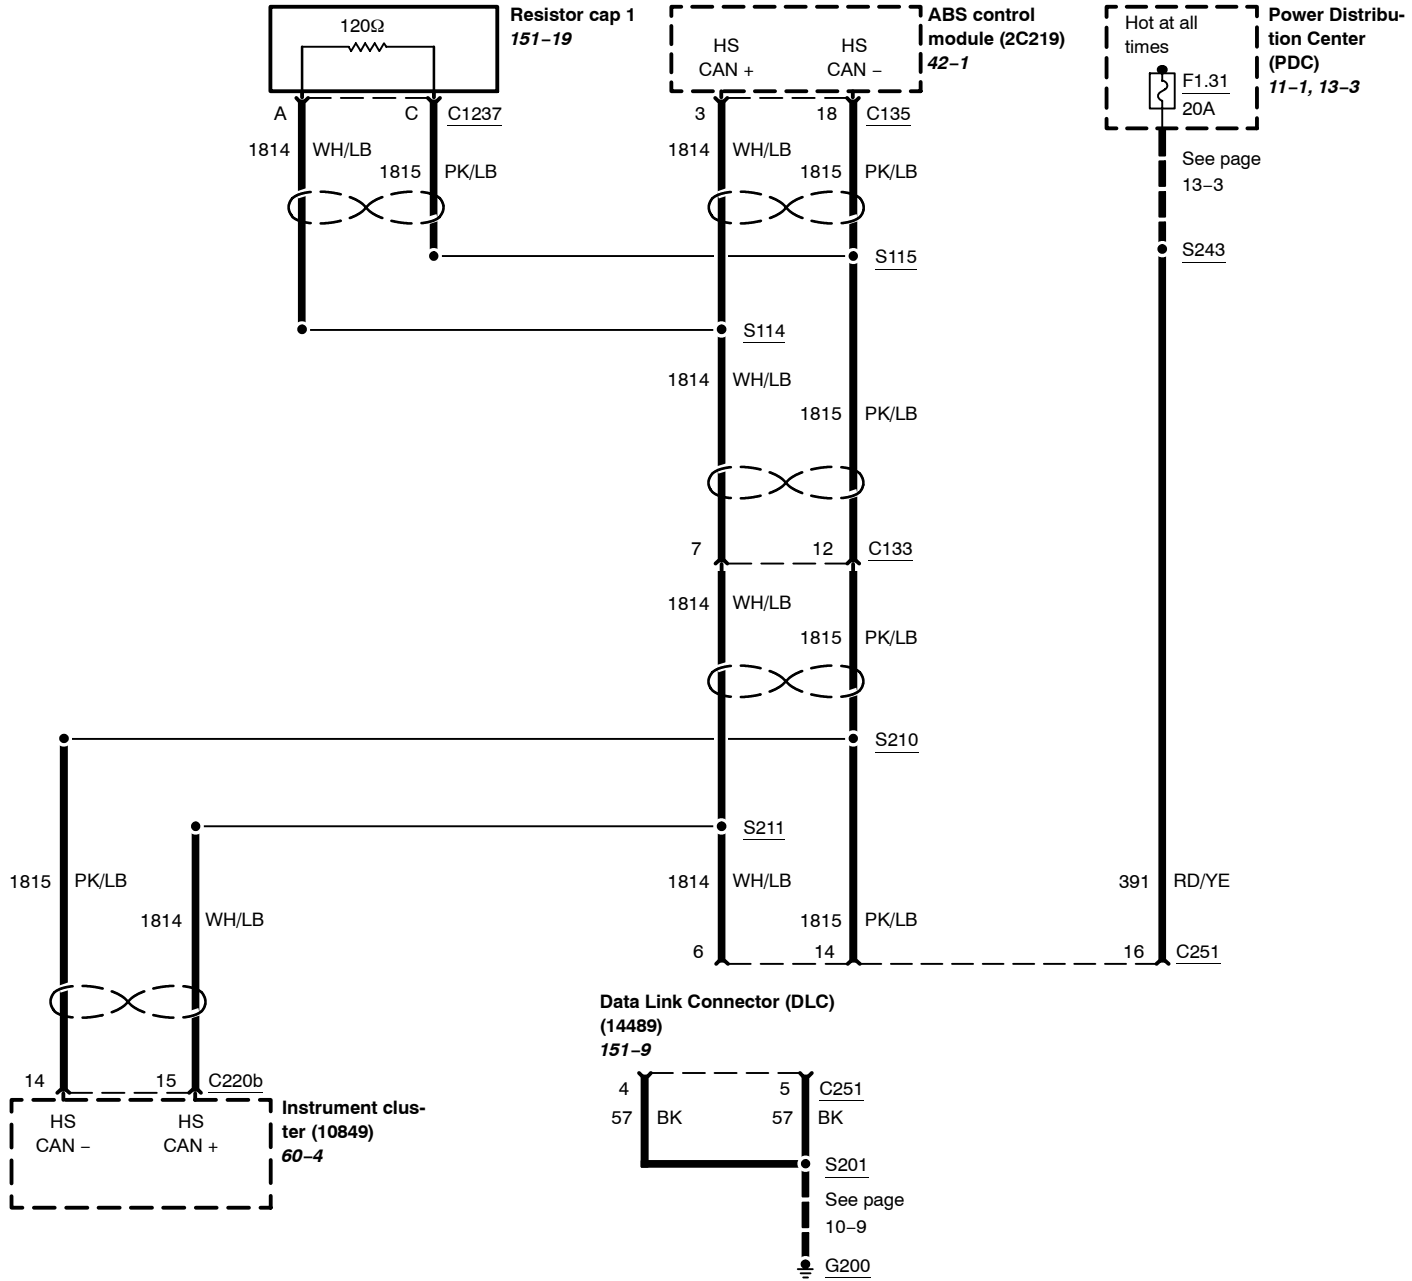 120Ω
Resistor cap 1
151−19
HS
CAN +
HS
CAN −
ABS control
module (2C219)
42−1
Hot at all
times
F1.31
20A
Power Distribu-
tion Center
(PDC)
11−1, 13−3
A
C
C1237
3
18
C135
1814
WH/LB
1815
PK/LB
1814
WH/LB
1815
PK/LB
See page
13−3
S115
S243
S114
1814
WH/LB
1815
PK/LB
7
12
C133
1814
WH/LB
1815
PK/LB
S210
S211
1815
PK/LB
1814
WH/LB
1814
WH/LB
1815
PK/LB
391
RD/YE
6
14
16
C251
Data Link Connector (DLC)
(14489)
151−9
14
15
C220b
HS
CAN −
HS
CAN +
Instrument clus-
ter (10849)
60−4
4
5
C251
57
BK
57
BK
S201
See page
10−9
G200